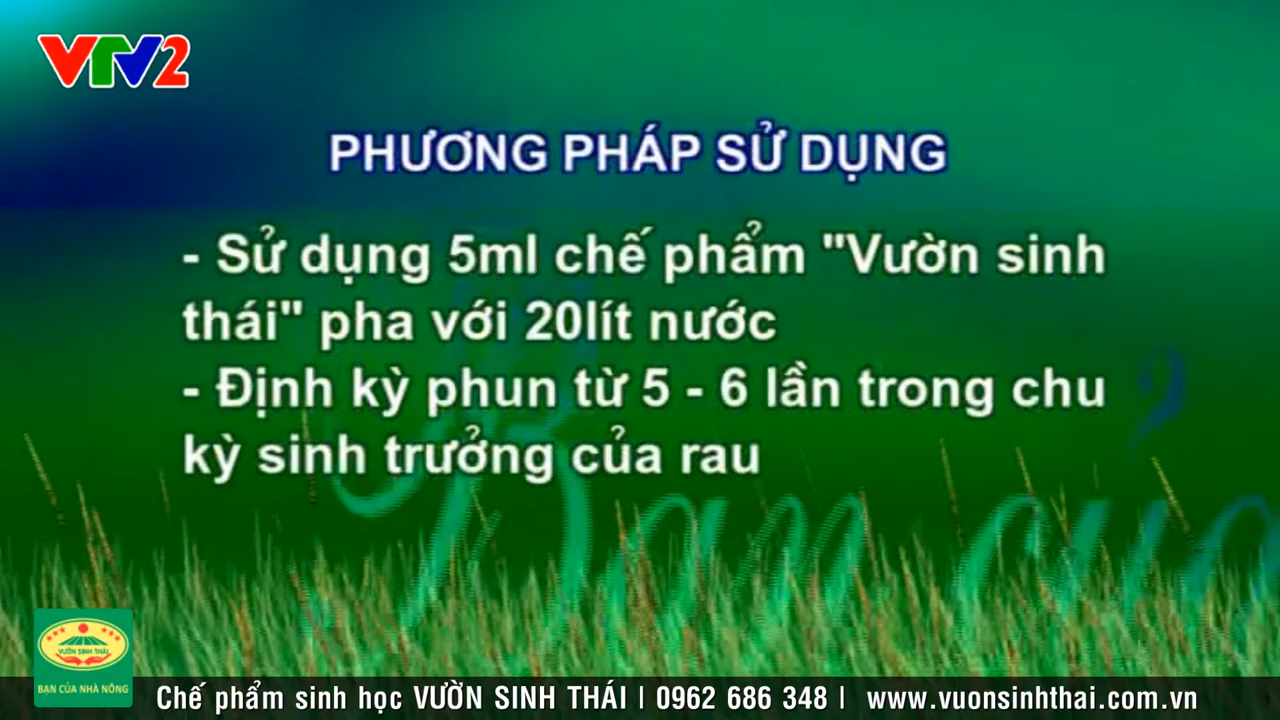 VTV2
PHƯƠNG PHÁP SỬ DỤNG
- Sử dụng 5ml chế phẩm "Vườn sinh
thái" pha với 20lít nước
- Định kỳ phun từ 5 - 6 lần trong chu
kỳ sinh trưởng của rau
Bạn của
VƯỜN SINH THÁI
BẠN CỦA NHÀ NÔNG
Chế phẩm sinh học VƯỜN SINH THÁI | 0962 686 348 | www.vuonsinhthai.com.vn